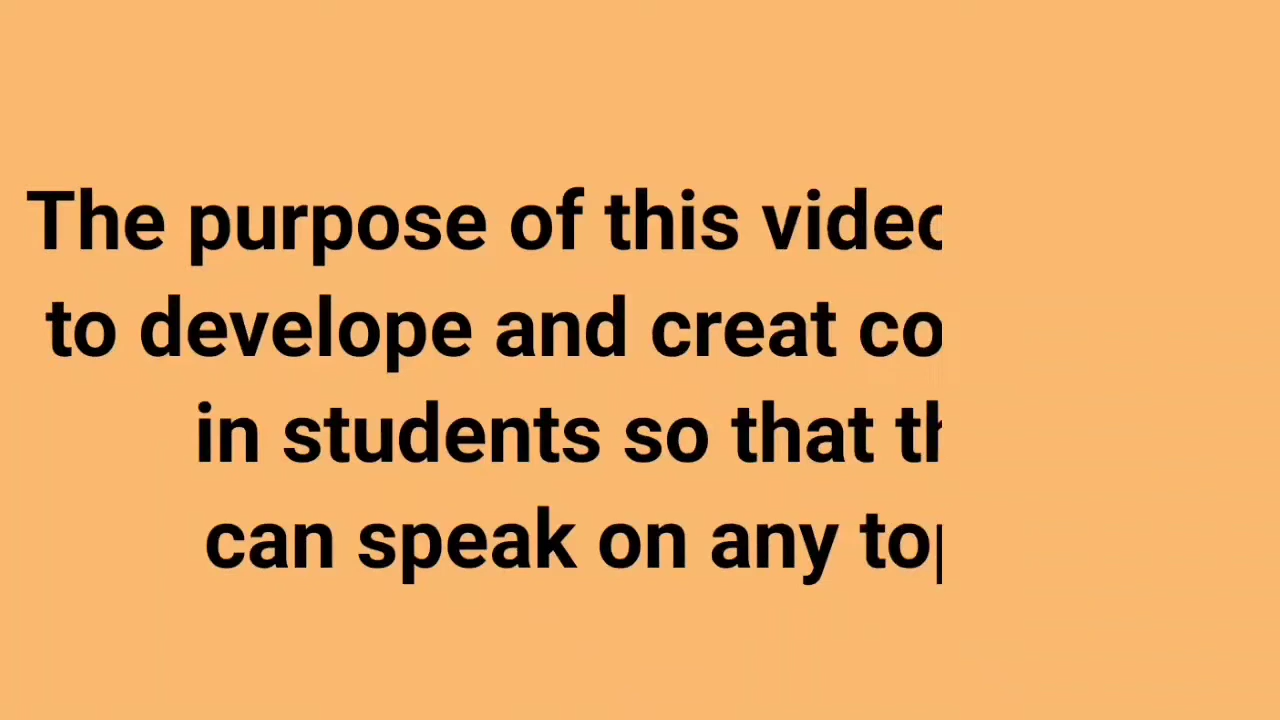 The purpose of this video
to develope and creat co
in students so that th
can speak on any top